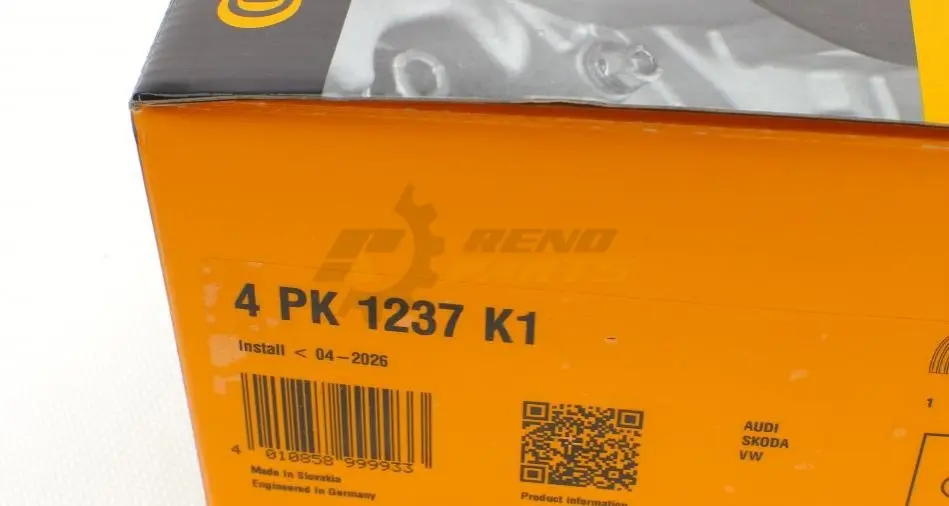 RENO
PARTS
4 PK 1237 K1
Install < 04-2026
4 010858 999933
Made in Slovakia
Engineered in Germany
Product information
AUDI
SKODA
VW
1